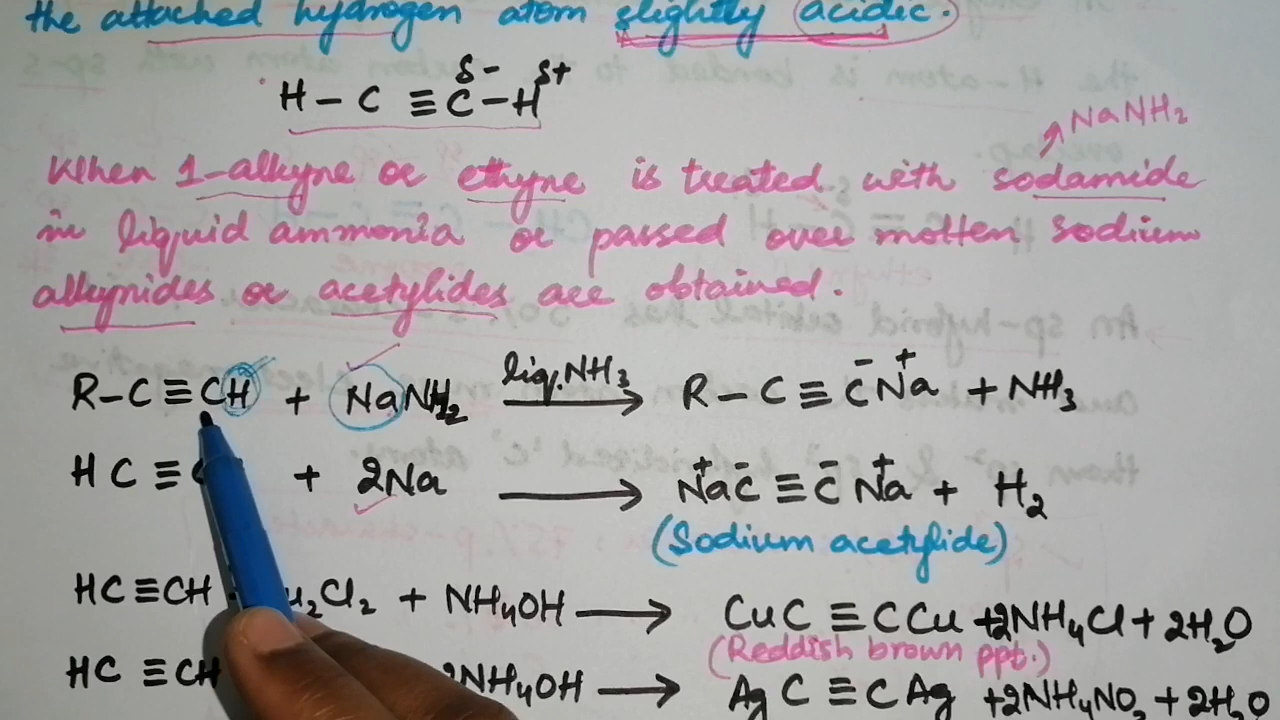 the attached hydrogen atom slightly acidic.
δ- δ+
H – C ≡ C – H
NaNH₂
When 1-alkyne or ethyne is treated with sodamide
in liquid ammonia or passed over molten sodium
alkynides or acetylides are obtained.
R – C ≡ CH + NaNH₂ —liq. NH₃→ R – C ≡ C⁻ Na⁺ + NH₃
HC ≡ C + 2Na → Na⁺ C⁻ ≡ C⁻ Na⁺ + H₂
(Sodium acetylide)
HC ≡ CH u₂Cl₂ + NH₄OH → CuC ≡ CCu + 2NH₄Cl + 2H₂O
(Reddish brown ppt.)
HC ≡ CH 2NH₄OH → AgC ≡ CAg + 2NH₄NO₃ + 2H₂O